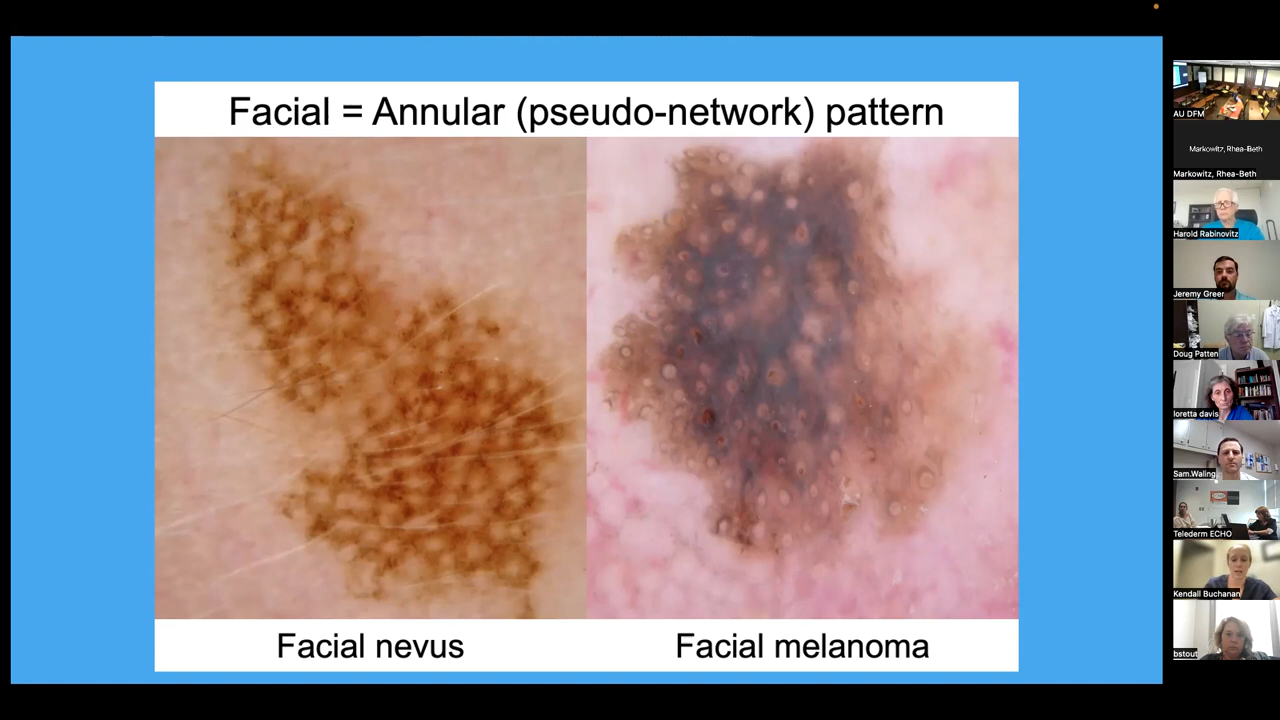 Facial = Annular (pseudo-network) pattern
Facial nevus
Facial melanoma
AU DFM
Markowitz, Rhea-Beth
Markowitz, Rhea-Beth
Harold Rabinovitz
Jeremy Greer
Doug Patten
loretta davis
Sam.Waling
Telederm ECHO
Kendall Buchanan
bstout